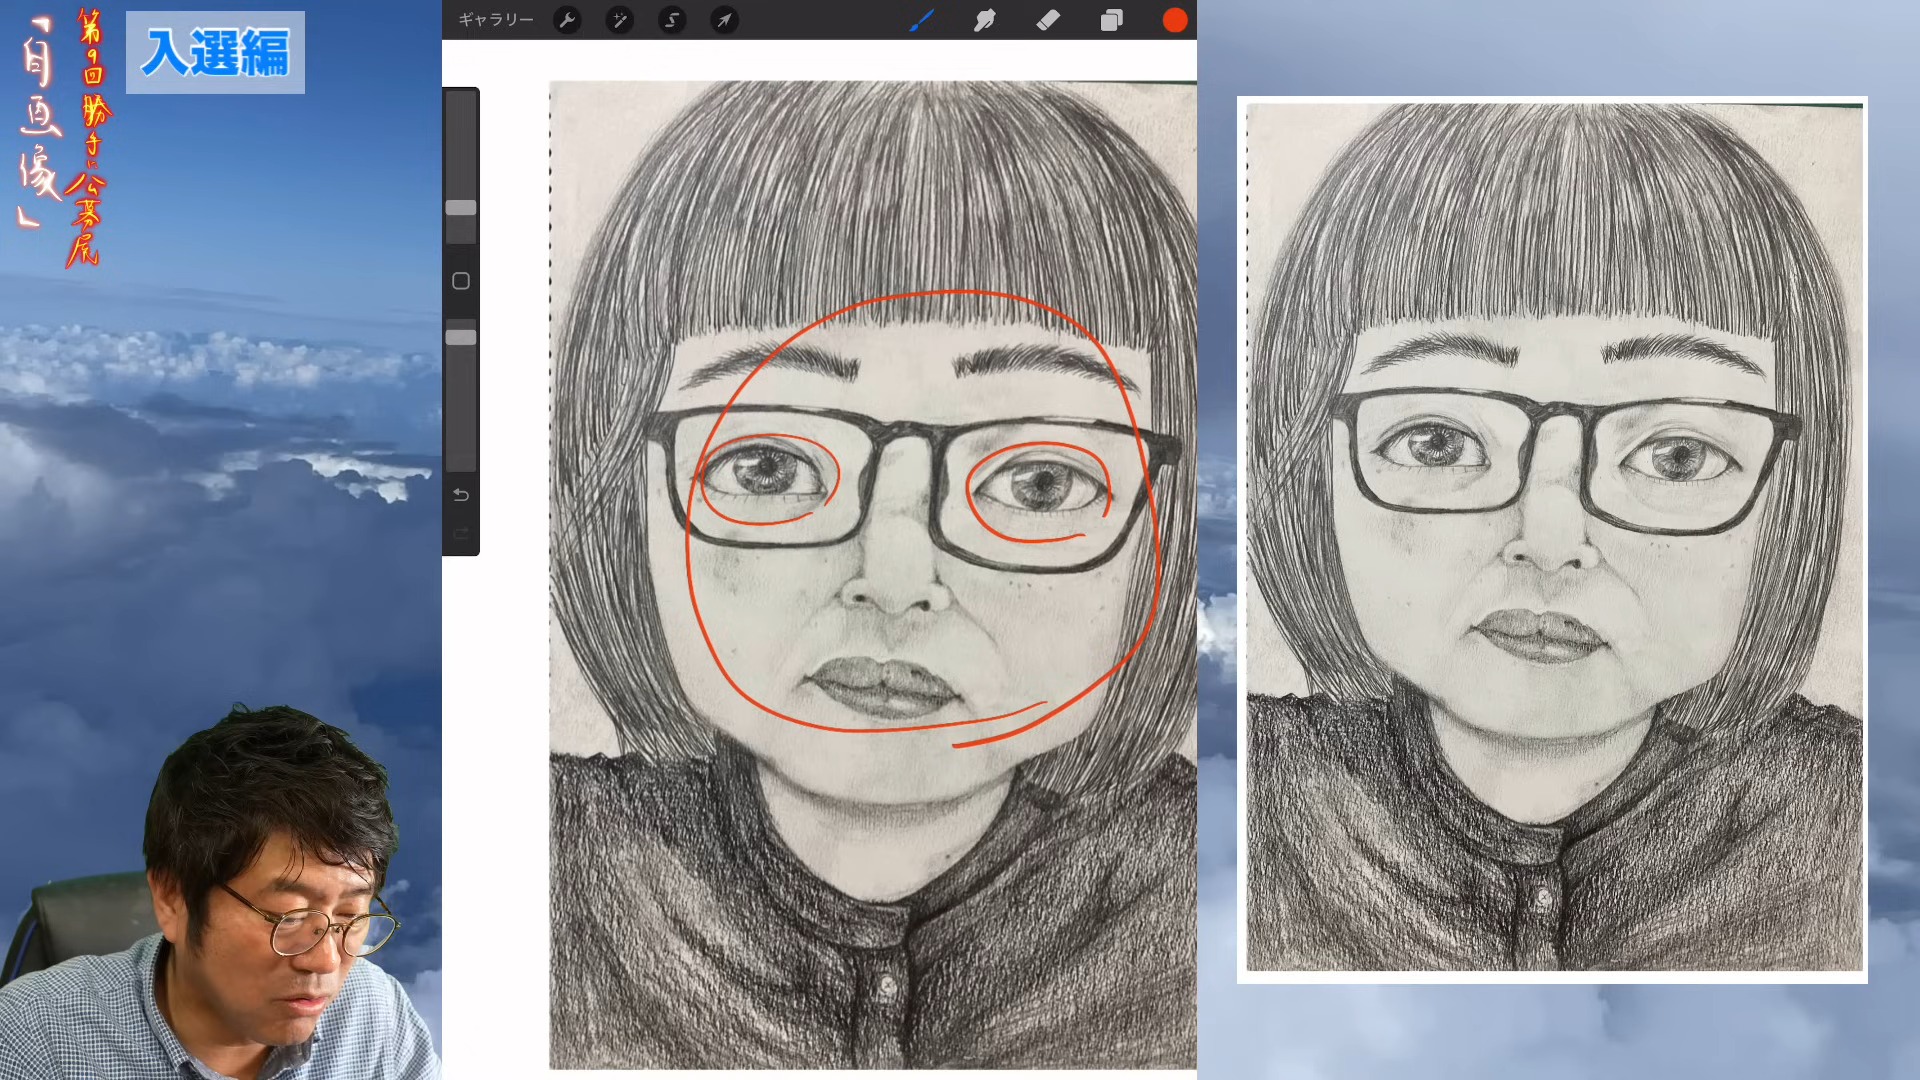 第9回 勝手に公募展
「自画像」
入選編
ギャラリー